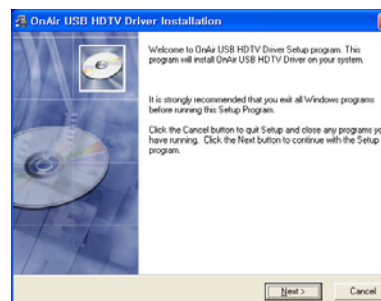 OnAir USB HDTV Driver Installation
Welcome to OnAir USB HDTV Driver Setup program. This
program will install OnAir USB HDTV Driver on your system.
It is strongly recommended that you exit all Windows programs
before running this Setup Program.
Click the Cancel button to quit Setup and close any programs yo
have running. Click the Next button to continue with the Setup
program.
Next >
Cancel